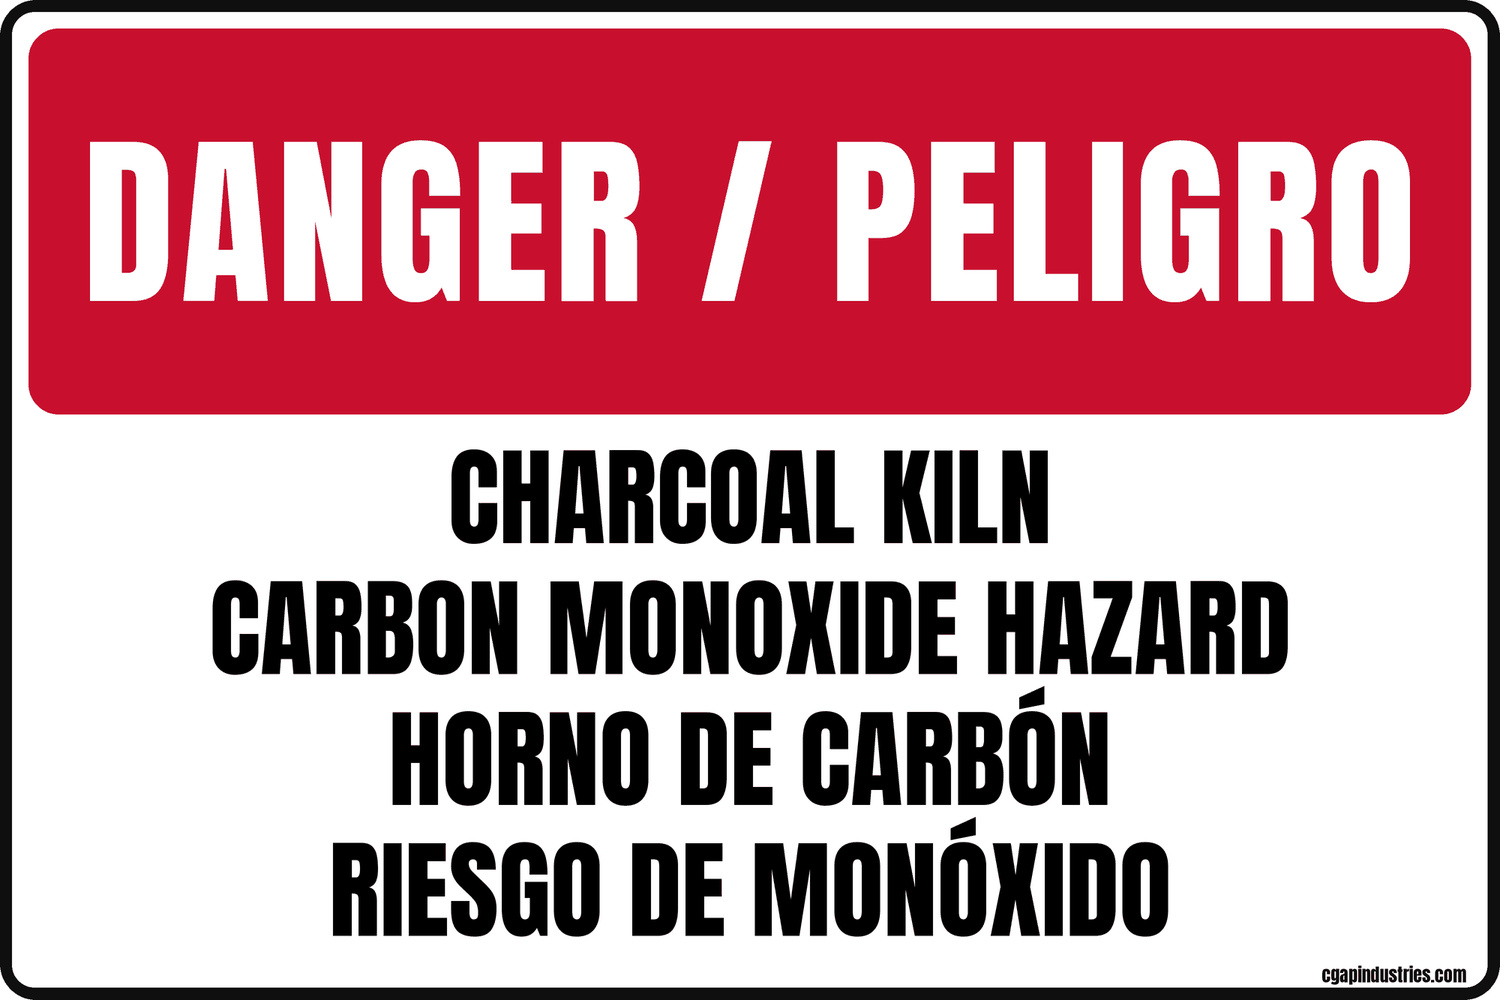 DANGER / PELIGRO
CHARCOAL KILN
CARBON MONOXIDE HAZARD
HORNO DE CARBÓN
RIESGO DE MONÓXIDO
cgapindustries.com